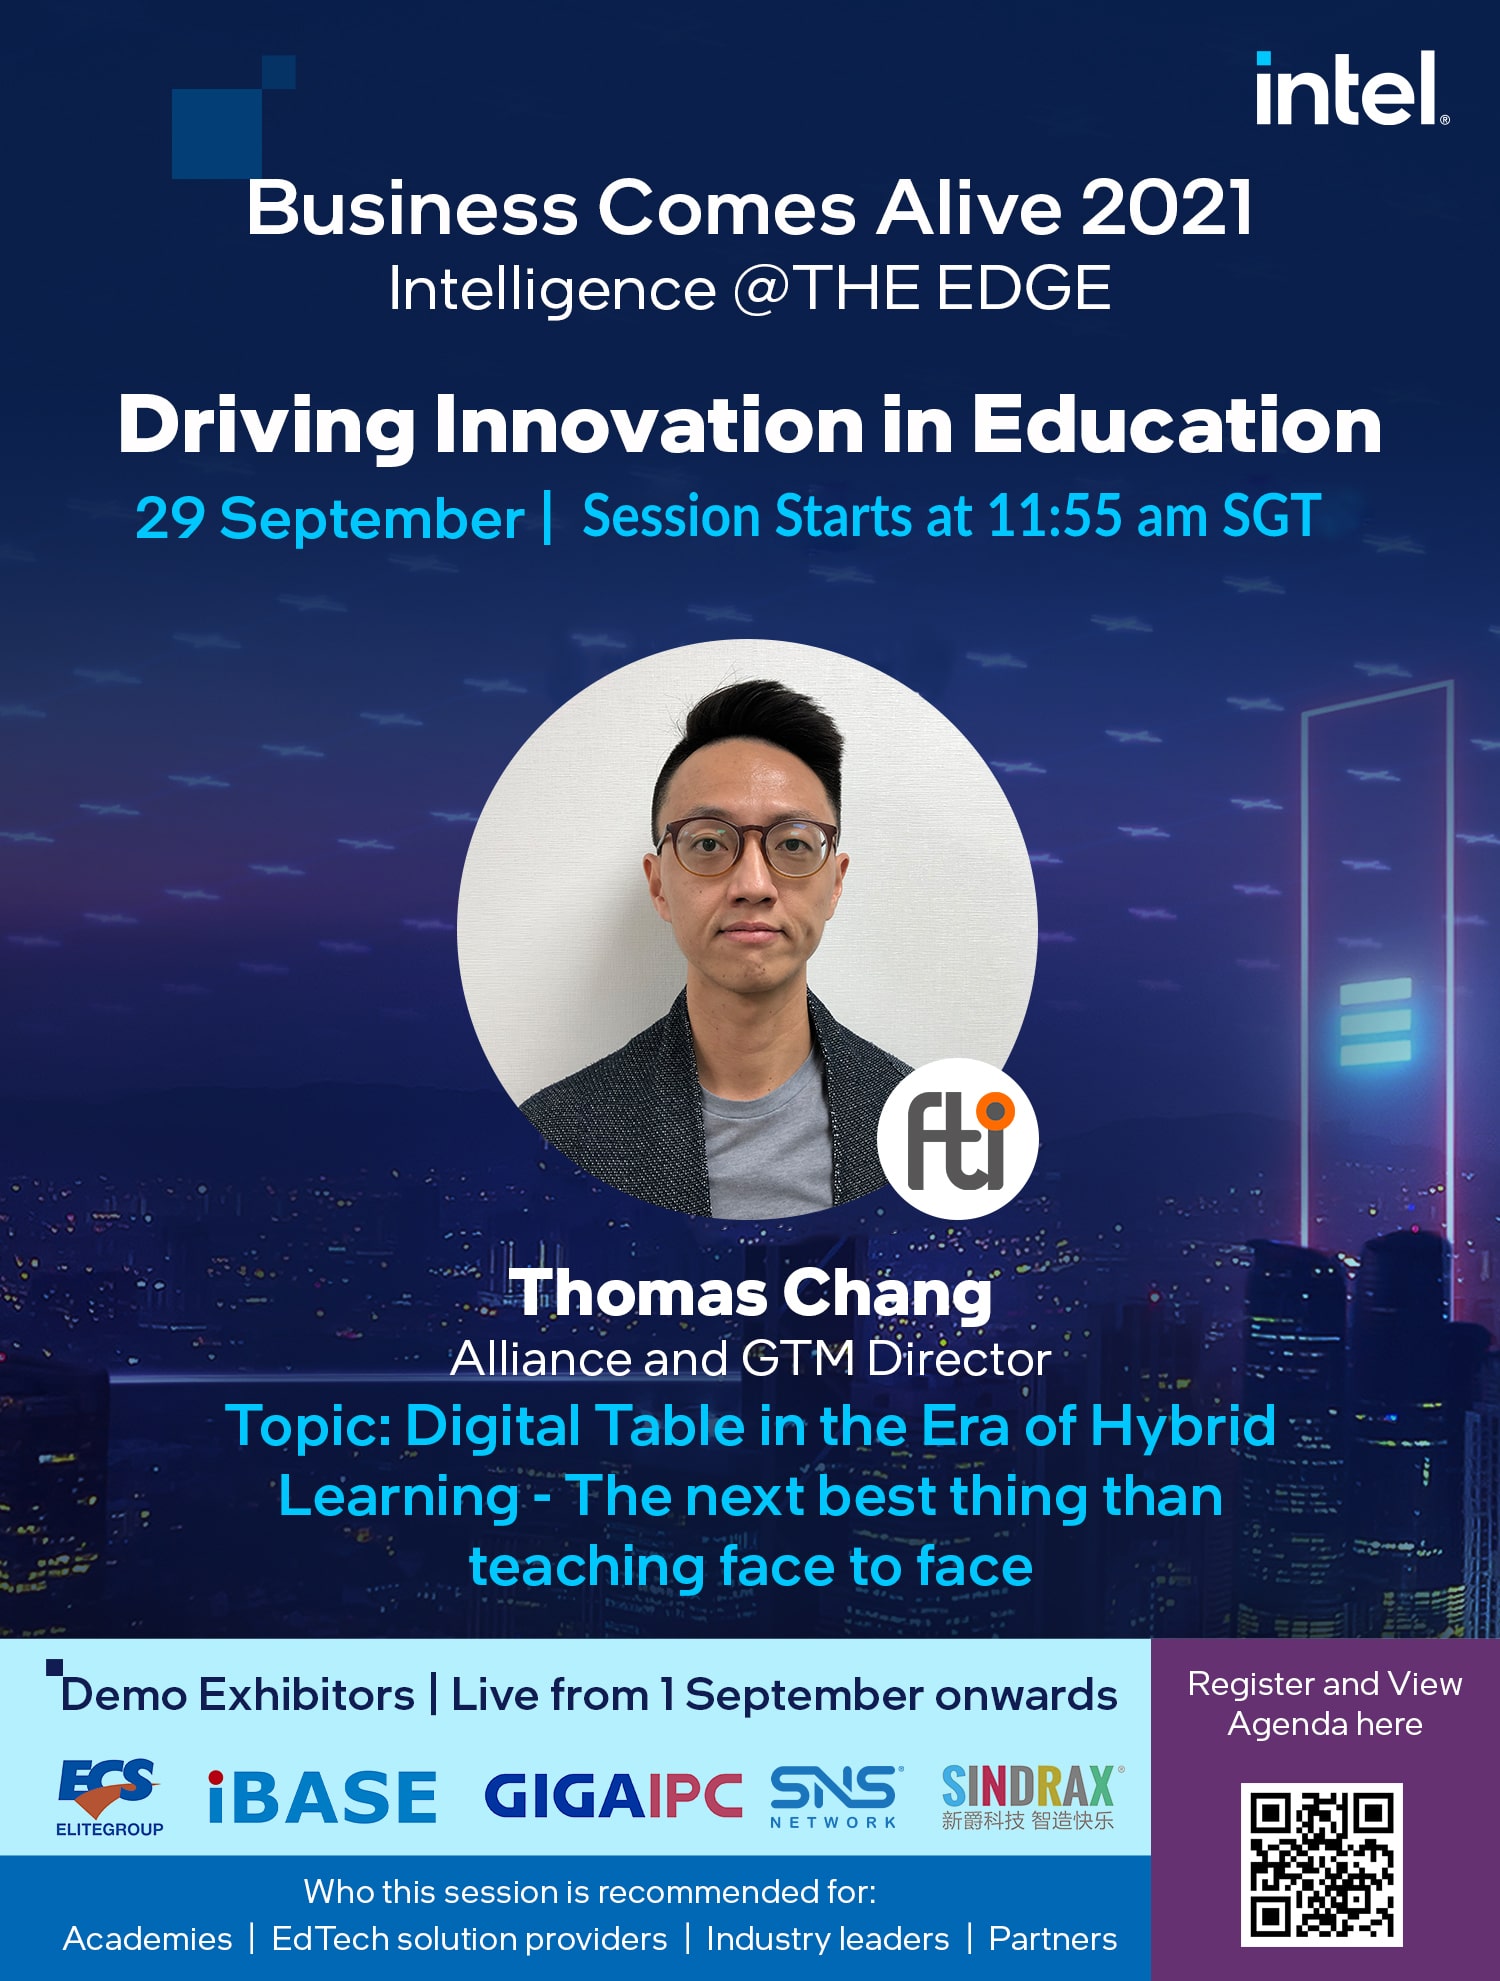 intel®
Business Comes Alive 2021
Intelligence @THE EDGE
Driving Innovation in Education
29 September | Session Starts at 11:55 am SGT
fti
Thomas Chang
Alliance and GTM Director
Topic: Digital Table in the Era of Hybrid
Learning - The next best thing than
teaching face to face
Demo Exhibitors | Live from 1 September onwards
ECS
ELITEGROUP
iBASE
GIGAIPC
SNS®
NETWORK
SINDRAX®
新爵科技 智造快乐
Who this session is recommended for:
Academies | EdTech solution providers | Industry leaders | Partners
Register and View
Agenda here